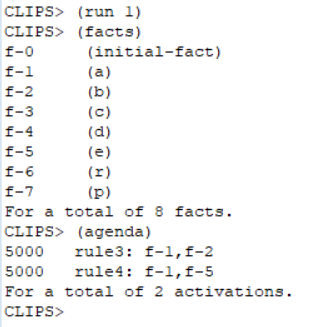 CLIPS> (run 1)
CLIPS> (facts)
f-0     (initial-fact)
f-1     (a)
f-2     (b)
f-3     (c)
f-4     (d)
f-5     (e)
f-6     (r)
f-7     (p)
For a total of 8 facts.
CLIPS> (agenda)
5000   rule3: f-1,f-2
5000   rule4: f-1,f-5
For a total of 2 activations.
CLIPS>